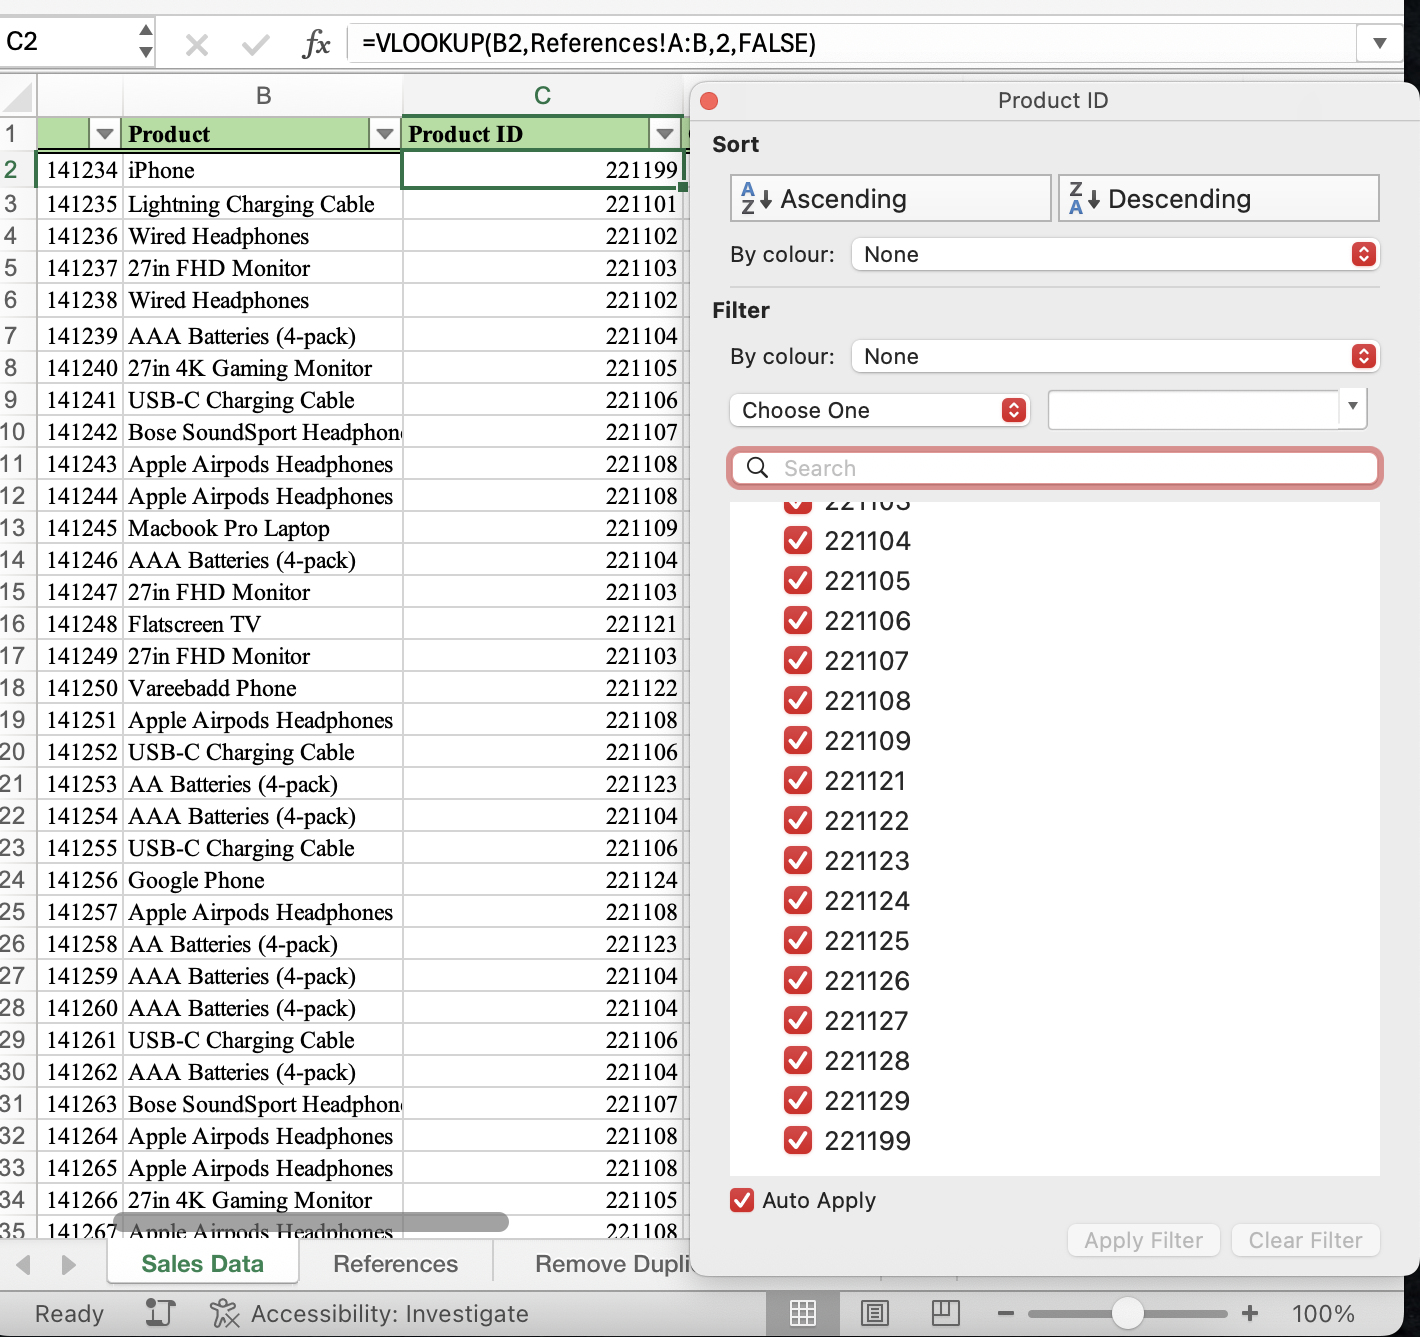 C2
fx
=VLOOKUP(B2,References!A:B,2,FALSE)
B C
1 Product Product ID
2 141234 iPhone 221199
3 141235 Lightning Charging Cable 221101
4 141236 Wired Headphones 221102
5 141237 27in FHD Monitor 221103
6 141238 Wired Headphones 221102
7 141239 AAA Batteries (4-pack) 221104
8 141240 27in 4K Gaming Monitor 221105
9 141241 USB-C Charging Cable 221106
10 141242 Bose SoundSport Headphon 221107
11 141243 Apple Airpods Headphones 221108
12 141244 Apple Airpods Headphones 221108
13 141245 Macbook Pro Laptop 221109
14 141246 AAA Batteries (4-pack) 221104
15 141247 27in FHD Monitor 221103
16 141248 Flatscreen TV 221121
17 141249 27in FHD Monitor 221103
18 141250 Vareebadd Phone 221122
19 141251 Apple Airpods Headphones 221108
20 141252 USB-C Charging Cable 221106
21 141253 AA Batteries (4-pack) 221123
22 141254 AAA Batteries (4-pack) 221104
23 141255 USB-C Charging Cable 221106
24 141256 Google Phone 221124
25 141257 Apple Airpods Headphones 221108
26 141258 AA Batteries (4-pack) 221123
27 141259 AAA Batteries (4-pack) 221104
28 141260 AAA Batteries (4-pack) 221104
29 141261 USB-C Charging Cable 221106
30 141262 AAA Batteries (4-pack) 221104
31 141263 Bose SoundSport Headphon 221107
32 141264 Apple Airpods Headphones 221108
33 141265 Apple Airpods Headphones 221108
34 141266 27in 4K Gaming Monitor 221105
35 141267 Apple Airpods Headphones 221108
Product ID
Sort
Ascending
Descending
By colour: None
Filter
By colour: None
Choose One
Search
221103
221104
221105
221106
221107
221108
221109
221121
221122
221123
221124
221125
221126
221127
221128
221129
221199
Auto Apply
Apply Filter
Clear Filter
Sales Data
References
Remove Dupli
Ready
Accessibility: Investigate
100%